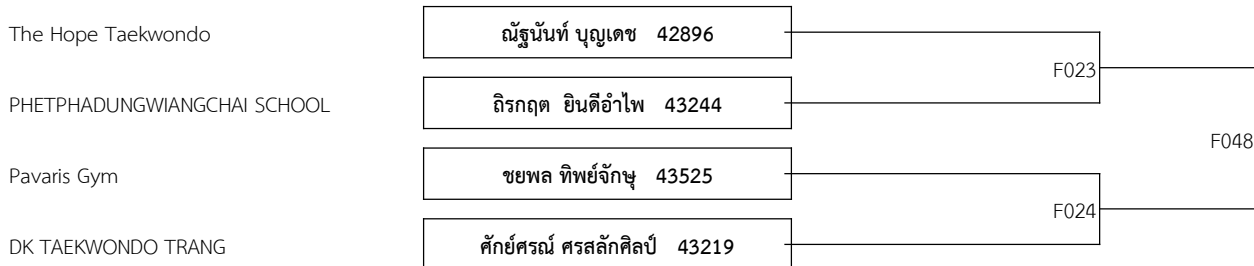 The Hope Taekwondo ณัฐนันท์ บุญเดช 42896
F023
PHETPHADUNGWIANGCHAI SCHOOL ถิรกฤต ยินดีอำไพ 43244
F048
Pavaris Gym ชยพล ทิพย์จักษุ 43525
F024
DK TAEKWONDO TRANG ศักย์ศรณ์ ศรสลักศิลป์ 43219